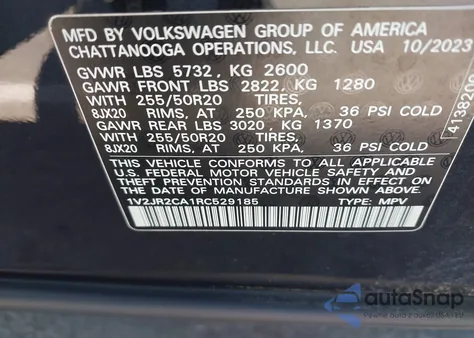 MFD BY VOLKSWAGEN GROUP OF AMERICA
CHATTANOOGA OPERATIONS, LLC. USA 10/2023
GVWR LBS 5732, KG 2600
GAWR FRONT LBS 2822, KG 1280
WITH 255/50R20 TIRES,
8JX20 RIMS, AT 250 KPA, 36 PSI COLD
GAWR REAR LBS 3020, KG 1370
WITH 255/50R20 TIRES,
8JX20 RIMS, AT 250 KPA, 36 PSI COLD
THIS VEHICLE CONFORMS TO ALL APPLICABLE
U.S. FEDERAL MOTOR VEHICLE SAFETY AND
THEFT PREVENTION STANDARDS IN EFFECT ON
THE DATE OF MANUFACTURE SHOWN ABOVE.
1V2JR2CA1RC529185 TYPE: MPV
autoSnap